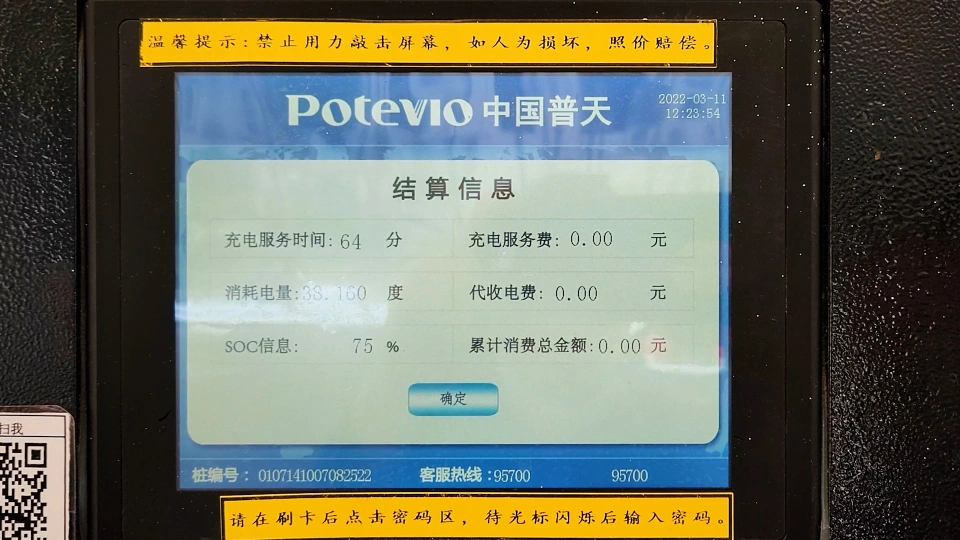 温馨提示:禁止用力敲击屏幕，如人为损坏，照价赔偿。
Potevio 中国普天
2022-03-11
12:23:54
结算信息
充电服务时间: 64 分 充电服务费: 0.00 元
消耗电量:38.160 度 代收电费: 0.00 元
SOC信息: 75 % 累计消费总金额:0.00 元
确定
桩编号： 0107141007082522 客服热线:95700 95700
扫我
请在刷卡后点击密码区，待光标闪烁后输入密码。